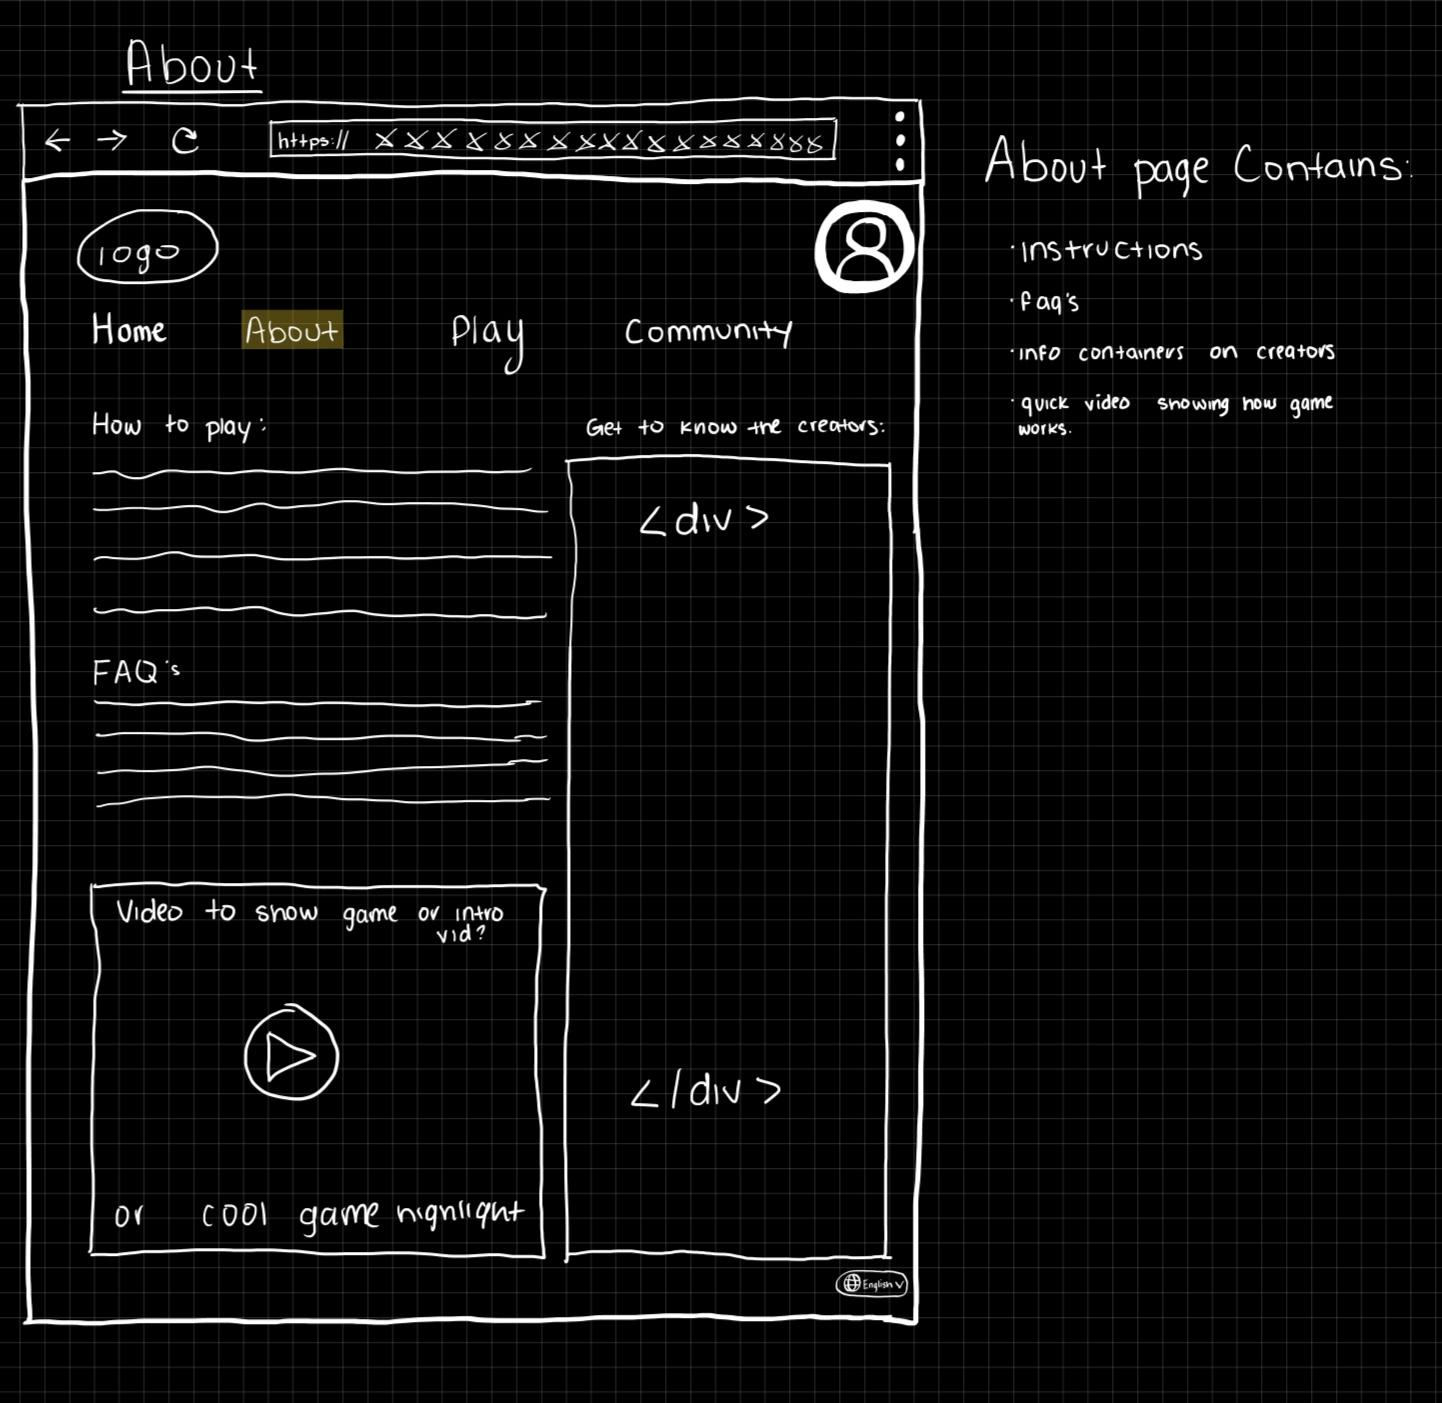 About
https:// xxxxxxxxxxxxxxxxxx
logo
Home About Play Community
How to play:
Get to know the creators:
<div>
FAQ's
Video to show game or intro
vid?
</div>
or cool game highlight
English
About page Contains:
· instructions
· faq's
· info containers on creators
· quick video showing how game
works.